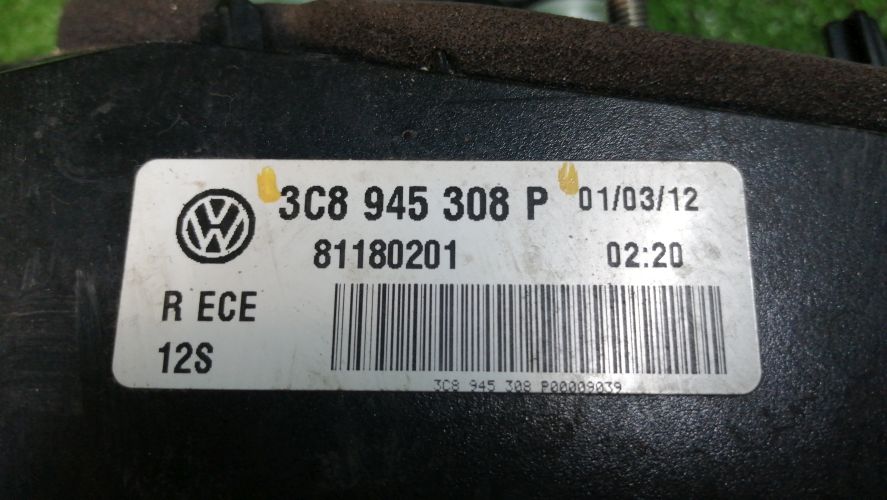 3C8 945 308 P 01/03/12
81180201 02:20
R ECE
12S
3C8 945 308 P00009039